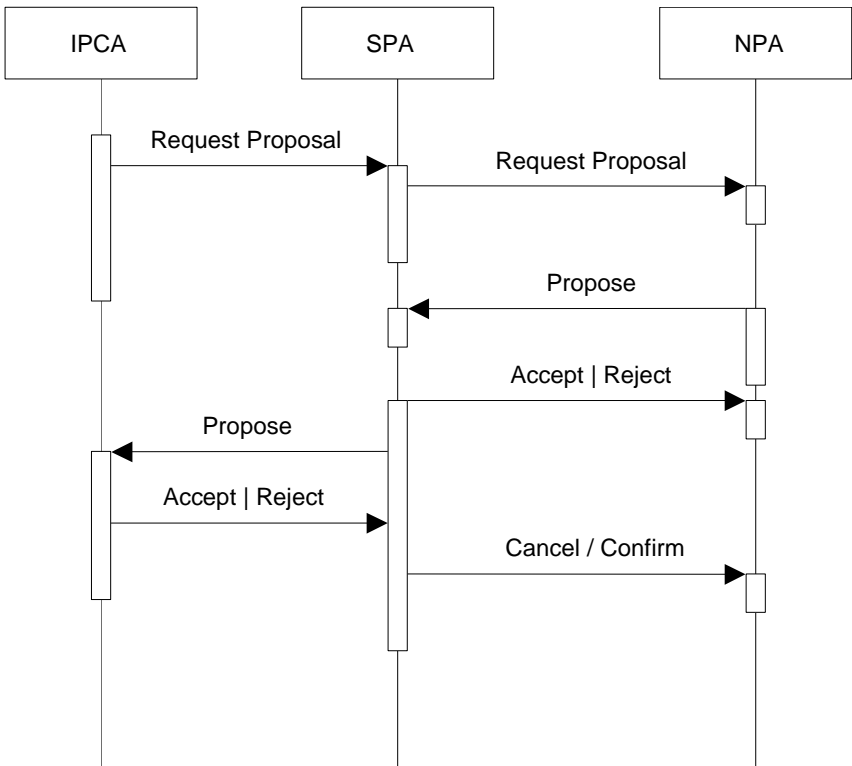 IPCA
SPA
NPA
Request Proposal
Request Proposal
Propose
Accept | Reject
Propose
Accept | Reject
Cancel / Confirm